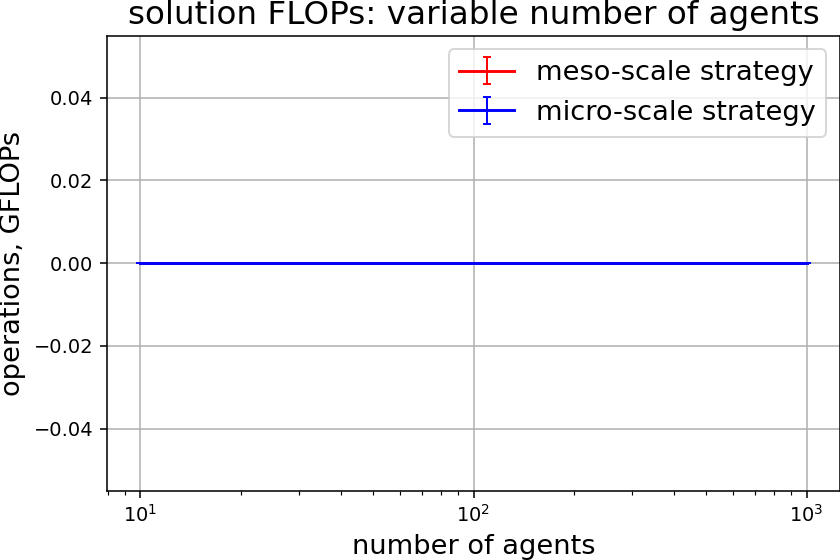 solution FLOPs: variable number of agents
meso-scale strategy
micro-scale strategy
operations, GFLOPs
0.04
0.02
0.00
−0.02
−0.04
10¹
10²
10³
number of agents